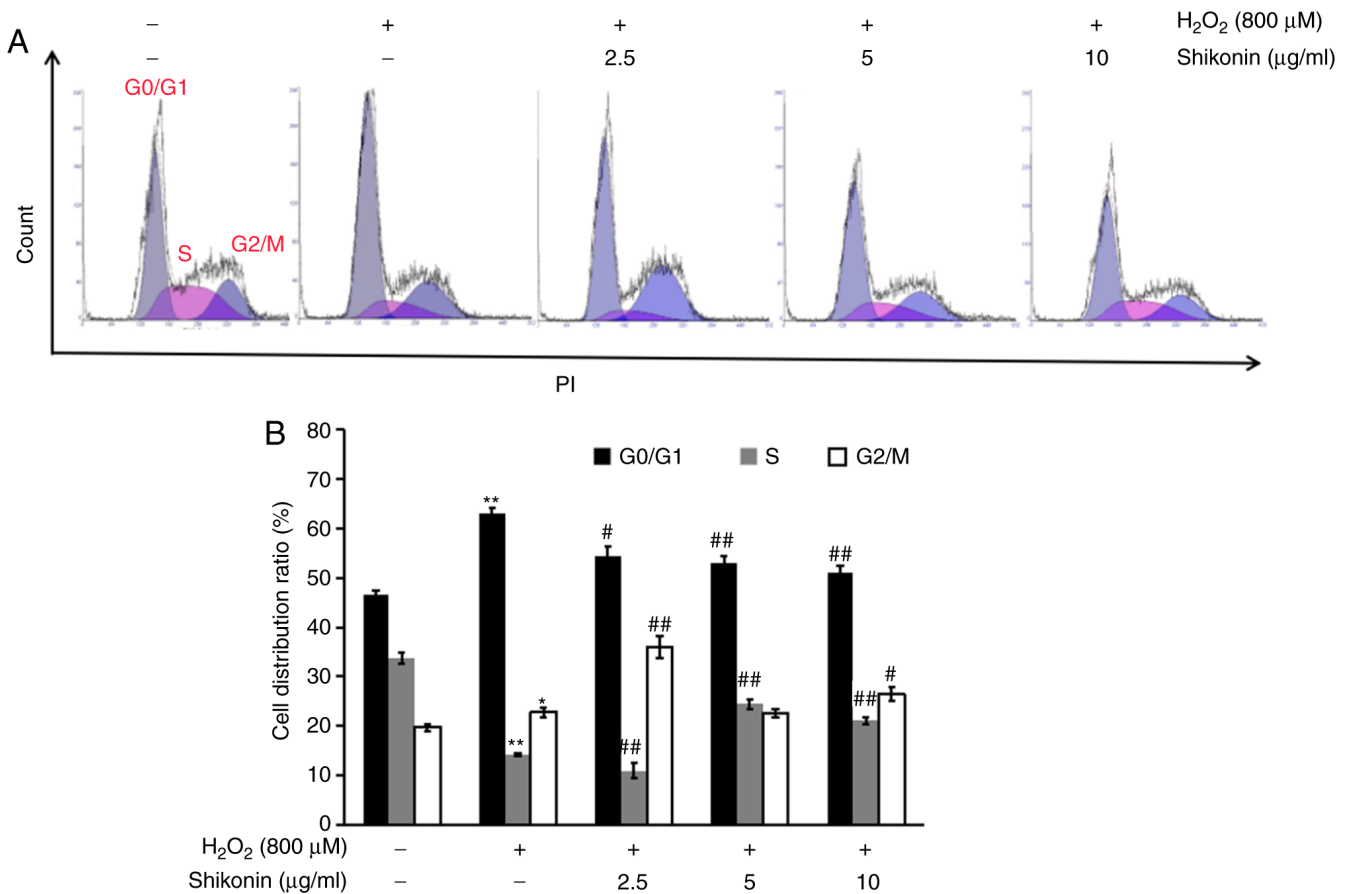 − + + + + H₂O₂ (800 μM)
A
− − 2.5 5 10 Shikonin (μg/ml)
G0/G1
S
G2/M
Count
PI
B
80
70
60
50
40
30
20
10
0
Cell distribution ratio (%)
G0/G1 S G2/M
** ** *
# ## ##
## ##
## ## #
H₂O₂ (800 μM) − + + + +
Shikonin (μg/ml) − − 2.5 5 10